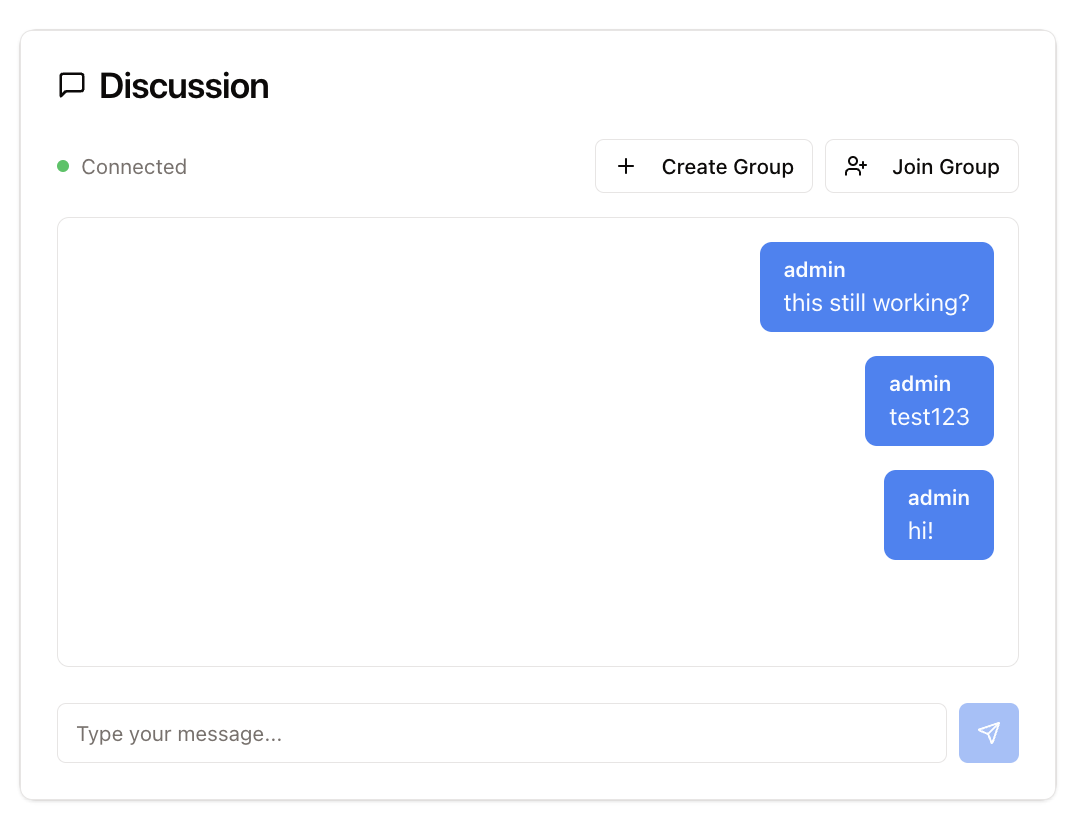 Discussion
Connected
Create Group
Join Group
admin
this still working?
admin
test123
admin
hi!
Type your message...